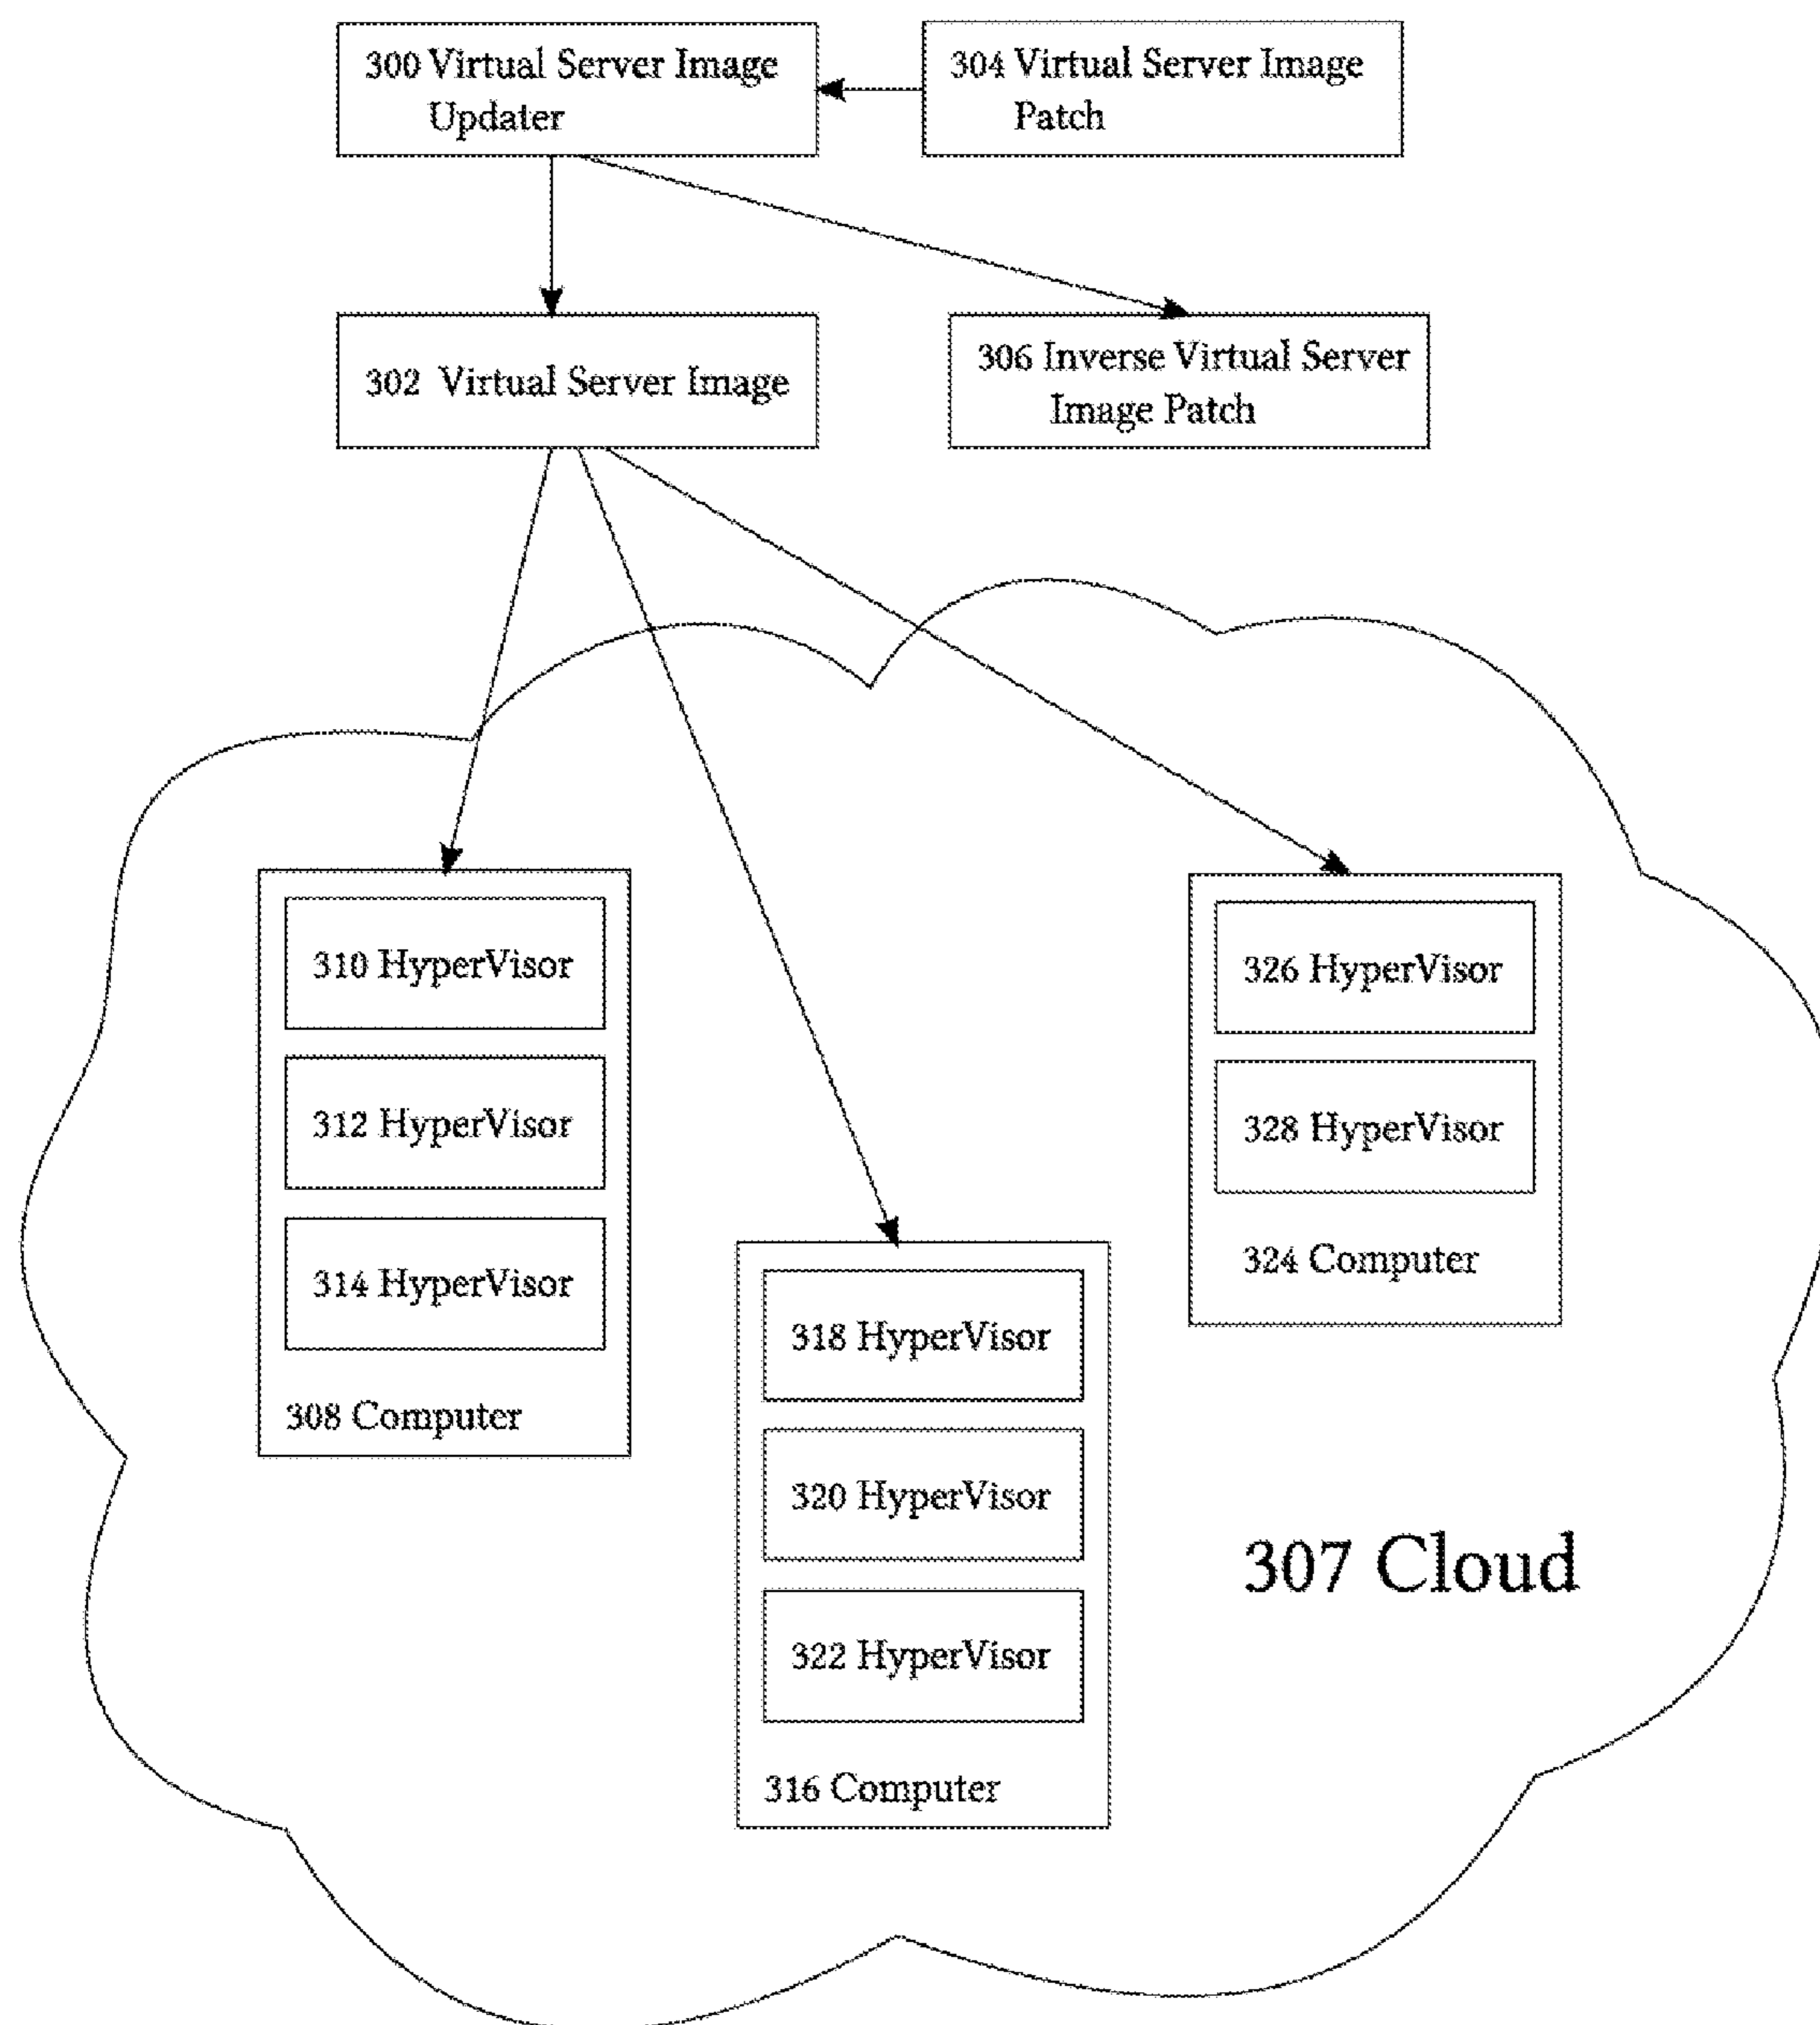 300 Virtual Server Image
Updater
304 Virtual Server Image
Patch
302 Virtual Server Image
306 Inverse Virtual Server
Image Patch
310 HyperVisor
312 HyperVisor
314 HyperVisor
308 Computer
318 HyperVisor
320 HyperVisor
322 HyperVisor
316 Computer
326 HyperVisor
328 HyperVisor
324 Computer
307 Cloud